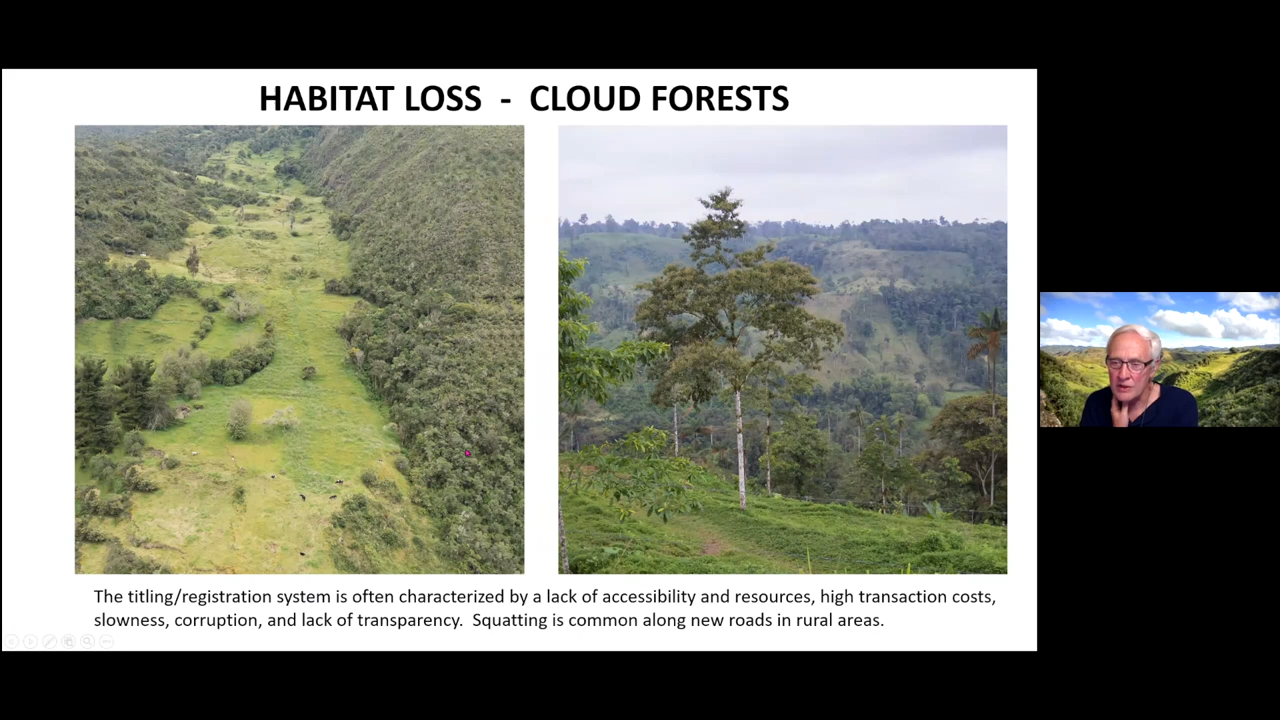 HABITAT LOSS - CLOUD FORESTS
The titling/registration system is often characterized by a lack of accessibility and resources, high transaction costs,
slowness, corruption, and lack of transparency.  Squatting is common along new roads in rural areas.